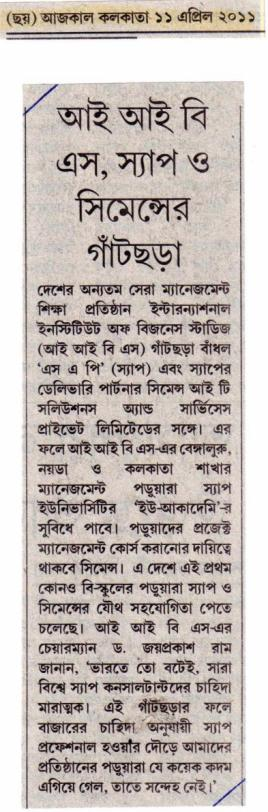 (ছয়) আজকাল কলকাতা ১১ এপ্রিল ২০১১
আই আই বি
এস, স্যাপ ও
সিমেন্সের
গাঁটছড়া
দেশের অন্যতম সেরা ম্যানেজমেন্ট
শিক্ষা প্রতিষ্ঠান ইন্টারন্যাশনাল
ইনস্টিটিউট অফ বিজনেস স্টাডিজ
(আই আই বি এস) গাঁটছড়া বাঁধল
‘এস এ পি’ (স্যাপ) এবং স্যাপের
ডেলিভারি পার্টনার সিমেন্স আই টি
সলিউশনস অ্যান্ড সার্ভিসেস
প্রাইভেট লিমিটেডের সঙ্গে। এর
ফলে আই আই বি এস-এর বেঙ্গালুরু,
নয়ডা ও কলকাতা শাখার
ম্যানেজমেন্ট পড়ুয়ারা স্যাপ
ইউনিভার্সিটির ‘ইউ-আকাদেমি’-র
সুবিধে পাবে। পড়ুয়াদের প্রজেক্ট
ম্যানেজমেন্ট কোর্স করানোর দায়িত্বে
থাকবে সিমেন্স। এ দেশে এই প্রথম
কোনও বি-স্কুলের পড়ুয়ারা স্যাপ ও
সিমেন্সের যৌথ সহযোগিতা পেতে
চলেছে। আই আই বি এস-এর
চেয়ারম্যান ড. জয়প্রকাশ রাম
জানান, ‘ভারতে তো বটেই, সারা
বিশ্বে স্যাপ কনসালটান্টদের চাহিদা
মারাত্মক। এই গাঁটছড়ার ফলে
বাজারের চাহিদা অনুযায়ী স্যাপ
প্রফেশনাল হওয়ার দৌড়ে আমাদের
প্রতিষ্ঠানের পড়ুয়ারা যে কয়েক কদম
এগিয়ে গেল, তাতে সন্দেহ নেই।’